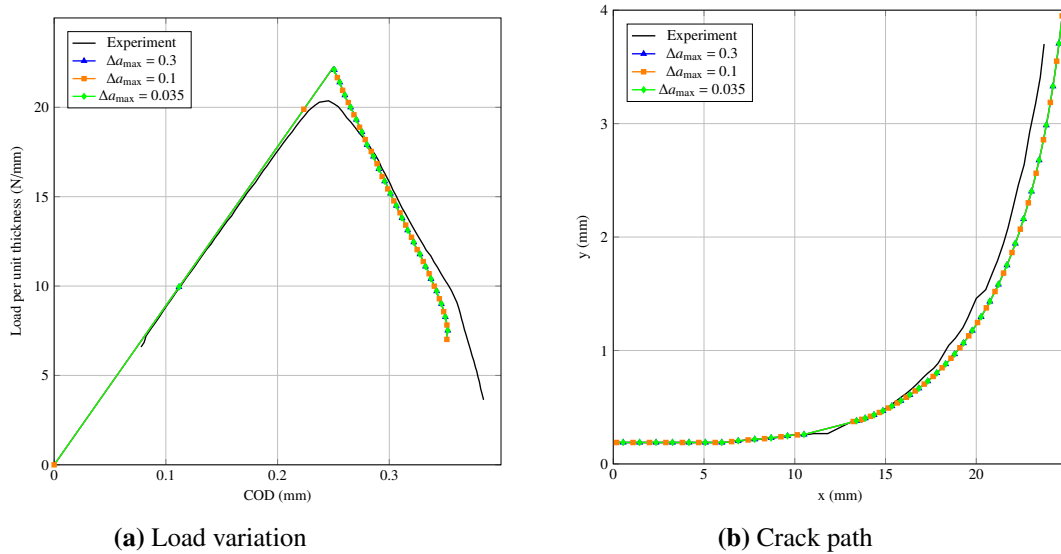 Load per unit thickness (N/mm)
20
15
10
5
0
0
0.1
0.2
0.3
COD (mm)
Experiment
Δa_max = 0.3
Δa_max = 0.1
Δa_max = 0.035
(a) Load variation
y (mm)
4
3
2
1
0
0
5
10
15
20
x (mm)
Experiment
Δa_max = 0.3
Δa_max = 0.1
Δa_max = 0.035
(b) Crack path